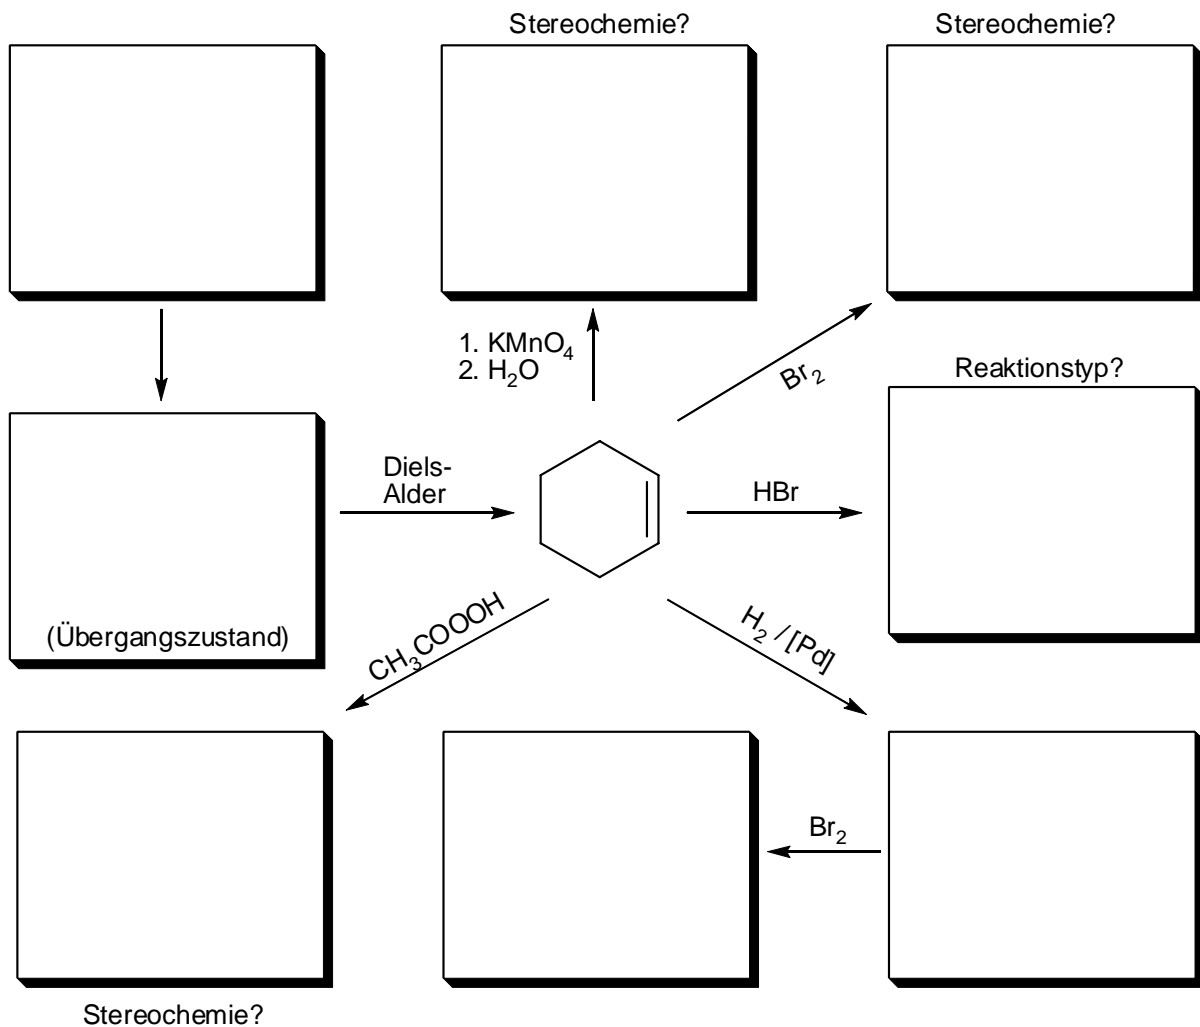 Stereochemie?
Stereochemie?
1. KMnO4
2. H2O
Br2
Reaktionstyp?
Diels-
Alder
HBr
(Übergangszustand)
CH3COOOH
H2 / [Pd]
Br2
Stereochemie?